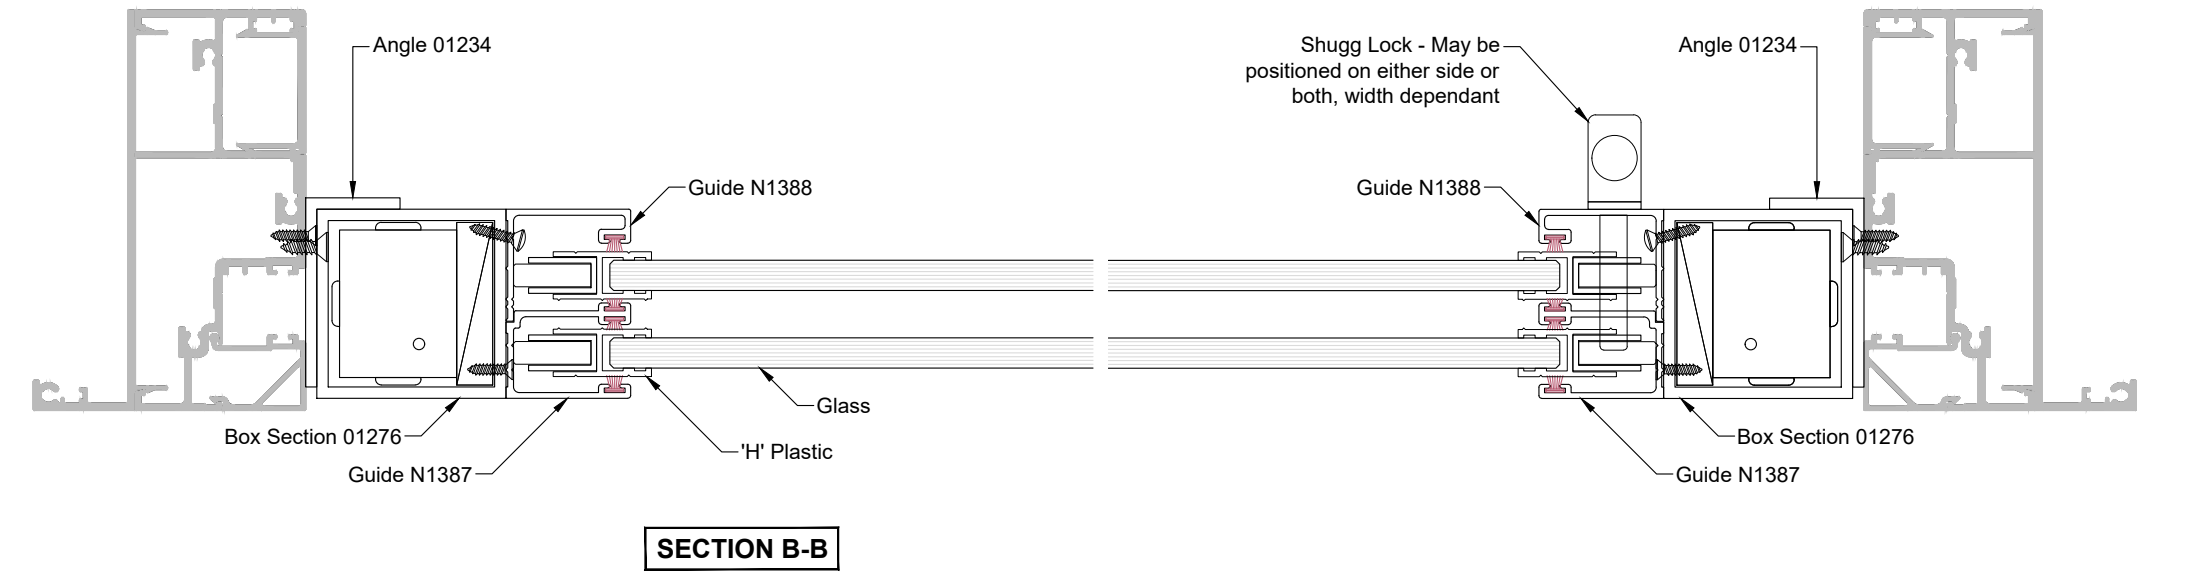 Angle 01234
Shugg Lock - May be
positioned on either side or
both, width dependant
Angle 01234
Guide N1388
Guide N1388
Glass
Box Section 01276
'H' Plastic
Guide N1387
Box Section 01276
Guide N1387
SECTION B-B